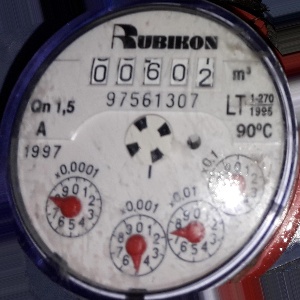 RUBIKON
00602 m³
97561307
Qn 1,5
LT 1-270
1995
A
90°C
1997
x0,0001
x0,001
x0,01
x0,1